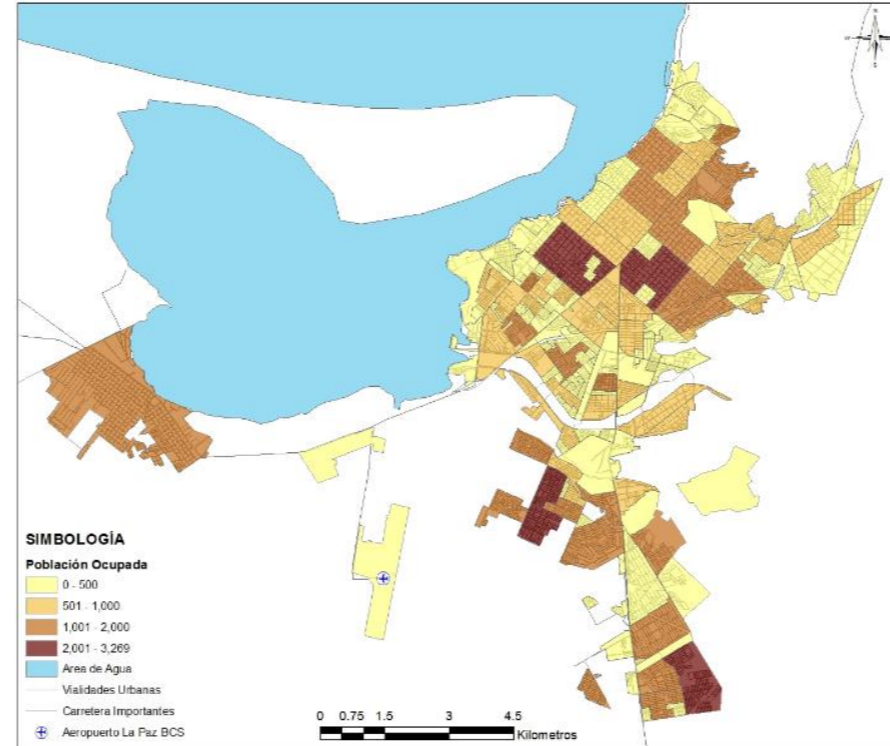 N
S
SIMBOLOGÍA
Población Ocupada
0 - 500
501 - 1,000
1,001 - 2,000
2,001 - 3,269
Area de Agua
Vialidades Urbanas
Carretera Importantes
Aeropuerto La Paz BCS
0 0.75 1.5 3 4.5
Kilometros